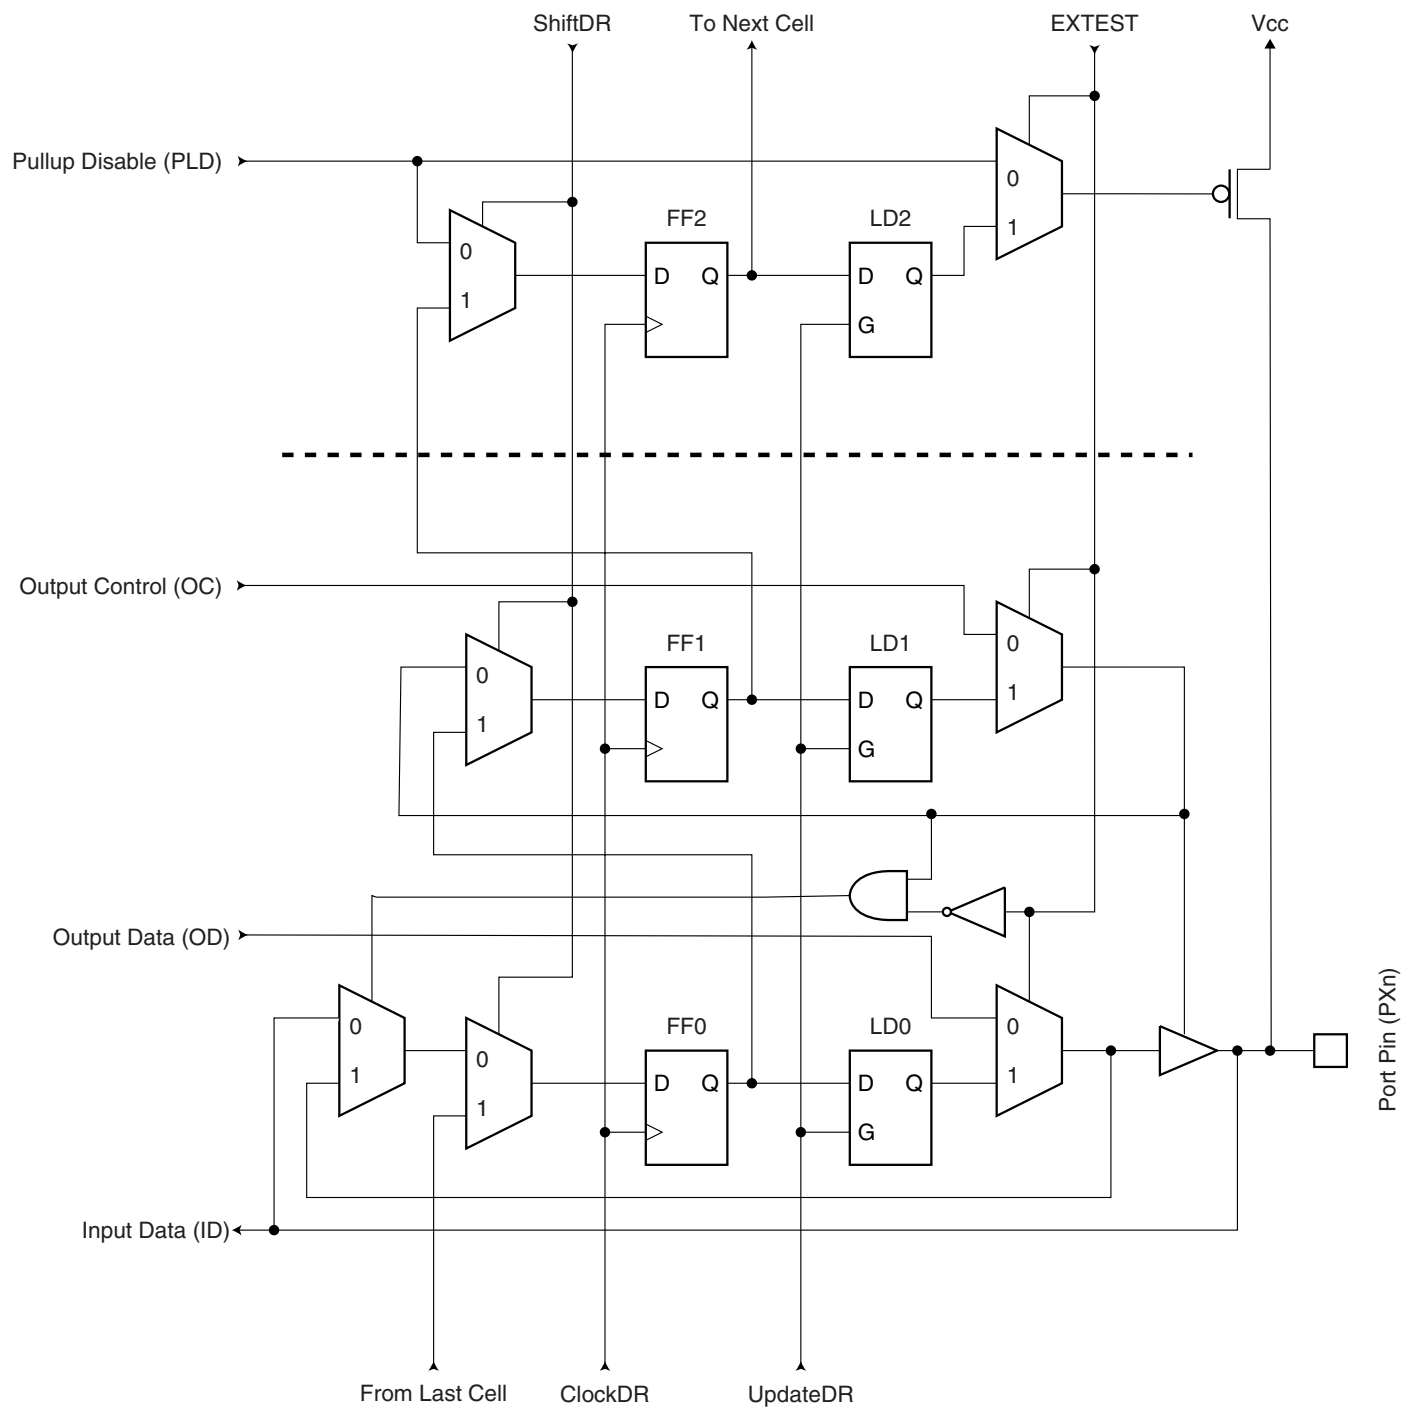 ShiftDR
To Next Cell
EXTEST
Vcc
Pullup Disable (PLD)
0
1
FF2
D Q
LD2
D Q
G
0
1
Output Control (OC)
0
1
FF1
D Q
LD1
D Q
G
0
1
Output Data (OD)
0
1
0
1
FF0
D Q
LD0
D Q
G
0
1
Port Pin (PXn)
Input Data (ID)
From Last Cell
ClockDR
UpdateDR